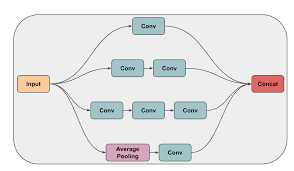 Conv
Conv Conv
Input
Concat
Conv Conv Conv
Average
Pooling
Conv